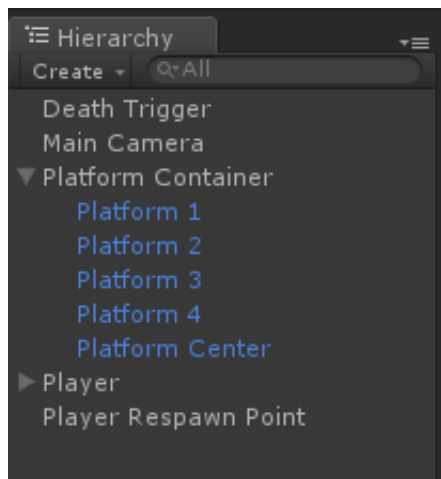 Hierarchy
Create All
Death Trigger
Main Camera
Platform Container
Platform 1
Platform 2
Platform 3
Platform 4
Platform Center
Player
Player Respawn Point